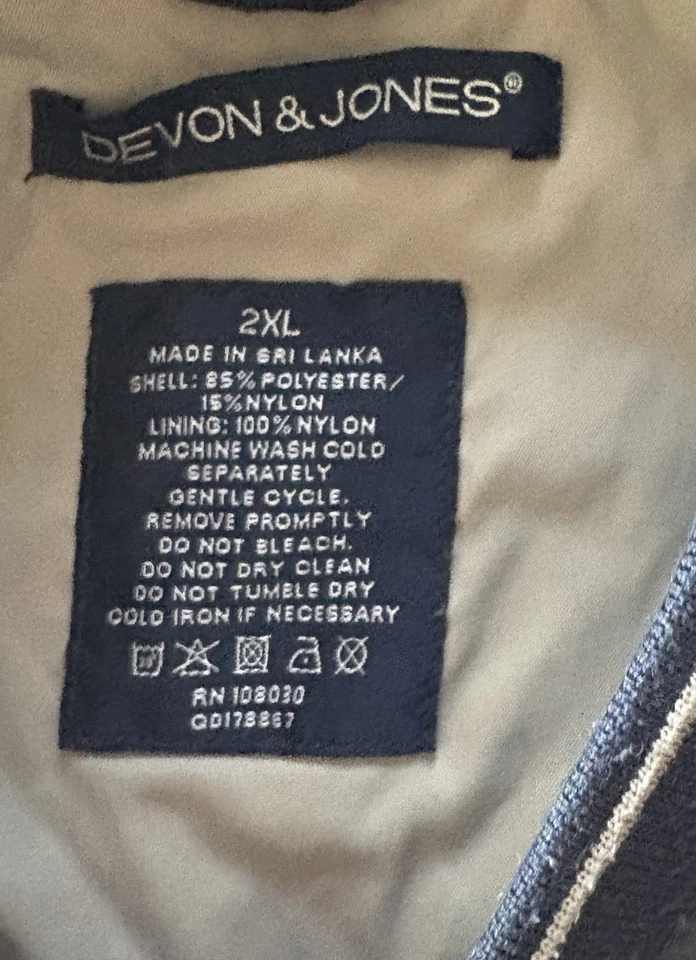 DEVON & JONES®
2XL
MADE IN SRI LANKA
SHELL: 85% POLYESTER/
15% NYLON
LINING: 100% NYLON
MACHINE WASH COLD
SEPARATELY
GENTLE CYCLE.
REMOVE PROMPTLY
DO NOT BLEACH.
DO NOT DRY CLEAN
DO NOT TUMBLE DRY
COLD IRON IF NECESSARY
RN 108030